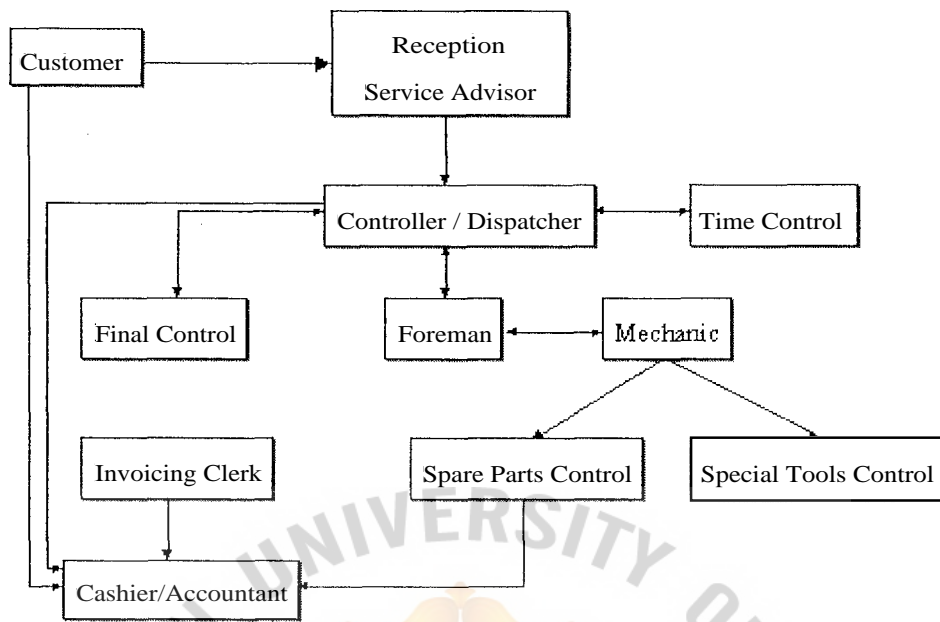 Customer
Reception
Service Advisor
Controller / Dispatcher
Time Control
Final Control
Foreman
Mechanic
Invoicing Clerk
Spare Parts Control
Special Tools Control
UNIVERSITY
Cashier/Accountant